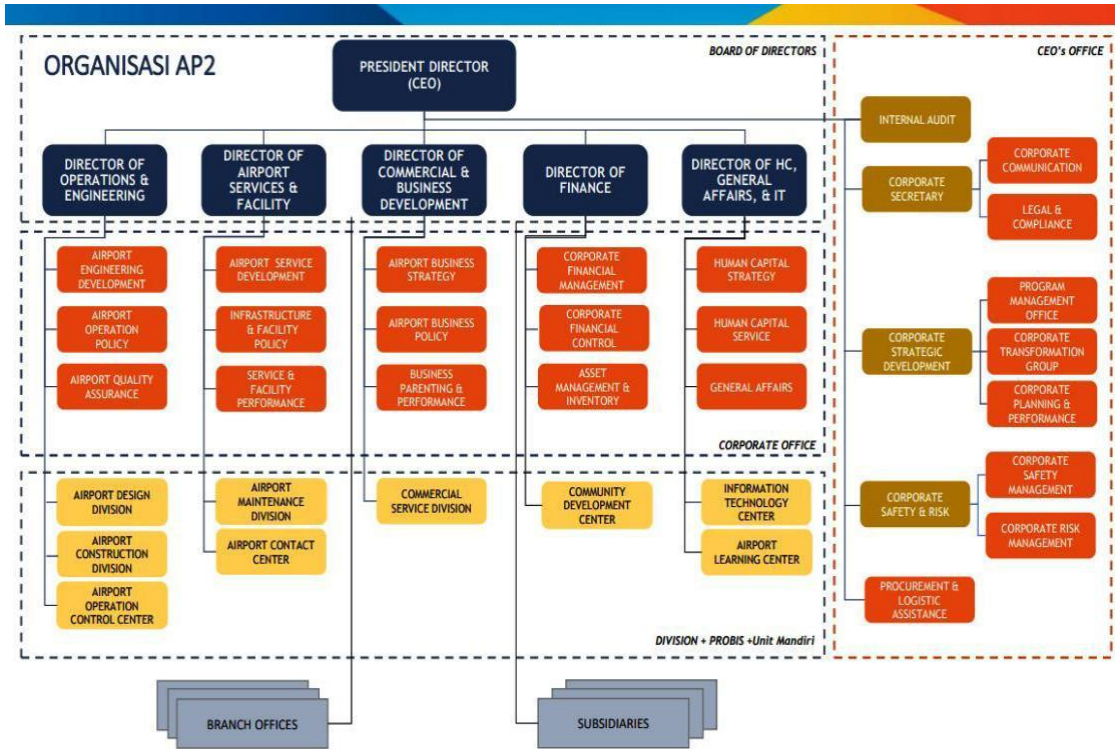 ORGANISASI AP2
BOARD OF DIRECTORS
PRESIDENT DIRECTOR
(CEO)
DIRECTOR OF
OPERATIONS &
ENGINEERING
DIRECTOR OF
AIRPORT
SERVICES &
FACILITY
DIRECTOR OF
COMMERCIAL &
BUSINESS
DEVELOPMENT
DIRECTOR OF
FINANCE
DIRECTOR OF HC,
GENERAL
AFFAIRS, & IT
AIRPORT
ENGINEERING
DEVELOPMENT
AIRPORT
OPERATION
POLICY
AIRPORT QUALITY
ASSURANCE
AIRPORT SERVICE
DEVELOPMENT
INFRASTRUCTURE
& FACILITY
POLICY
SERVICE &
FACILITY
PERFORMANCE
AIRPORT BUSINESS
STRATEGY
AIRPORT BUSINESS
POLICY
BUSINESS
PARENTING &
PERFORMANCE
CORPORATE
FINANCIAL
MANAGEMENT
CORPORATE
FINANCIAL
CONTROL
ASSET
MANAGEMENT &
INVENTORY
HUMAN CAPITAL
STRATEGY
HUMAN CAPITAL
SERVICE
GENERAL AFFAIRS
CORPORATE OFFICE
AIRPORT DESIGN
DIVISION
AIRPORT
CONSTRUCTION
DIVISION
AIRPORT
OPERATION
CONTROL CENTER
AIRPORT
MAINTENANCE
DIVISION
AIRPORT CONTACT
CENTER
COMMERCIAL
SERVICE DIVISION
COMMUNITY
DEVELOPMENT
CENTER
INFORMATION
TECHNOLOGY
CENTER
AIRPORT
LEARNING CENTER
DIVISION + PROBIS +Unit Mandiri
BRANCH OFFICES
SUBSIDIARIES
CEO's OFFICE
INTERNAL AUDIT
CORPORATE
SECRETARY
CORPORATE
COMMUNICATION
LEGAL &
COMPLIANCE
CORPORATE
STRATEGIC
DEVELOPMENT
PROGRAM
MANAGEMENT
OFFICE
CORPORATE
TRANSFORMATION
GROUP
CORPORATE
PLANNING &
PERFORMANCE
CORPORATE
SAFETY & RISK
CORPORATE
SAFETY
MANAGEMENT
CORPORATE RISK
MANAGEMENT
PROCUREMENT &
LOGISTIC
ASSISTANCE